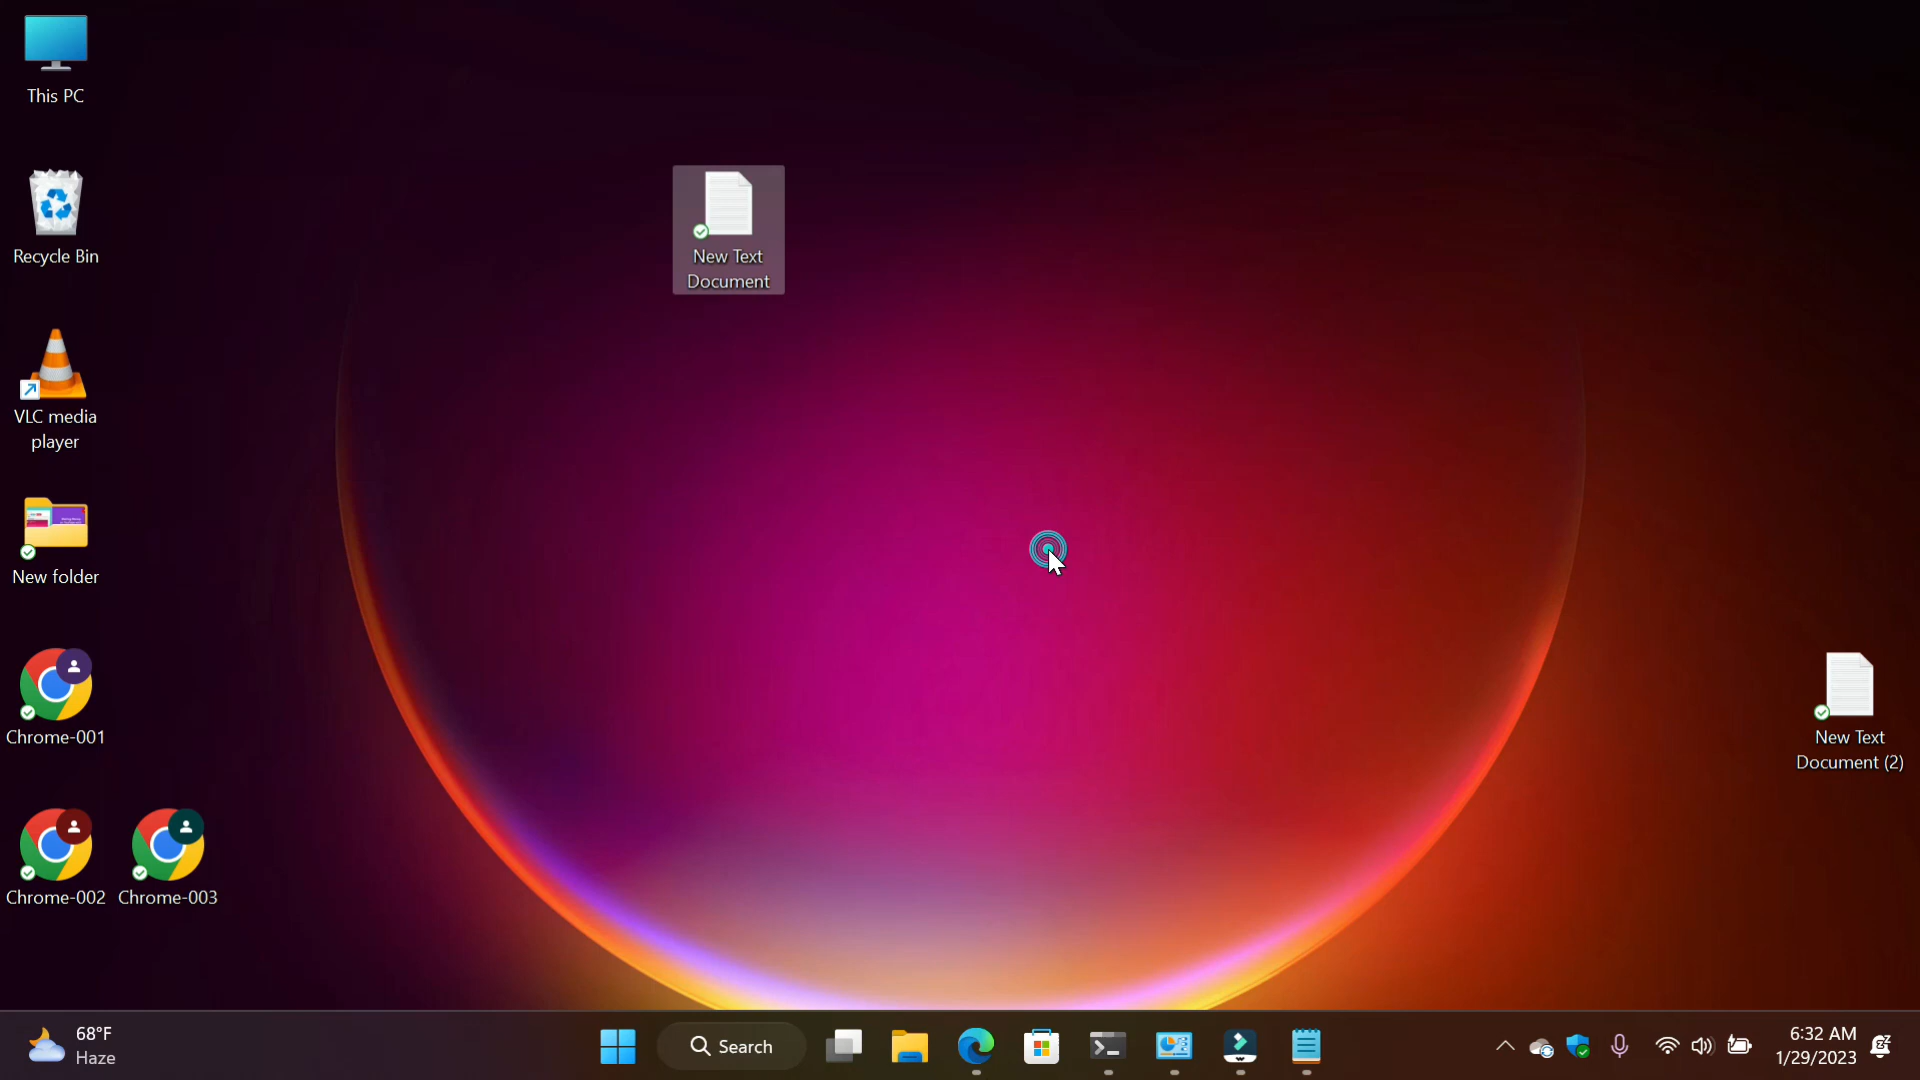 This PC
Recycle Bin
VLC media
player
New folder
Chrome-001
Chrome-002
Chrome-003
New Text
Document
New Text
Document (2)
68°F
Haze
Search
6:32 AM
1/29/2023